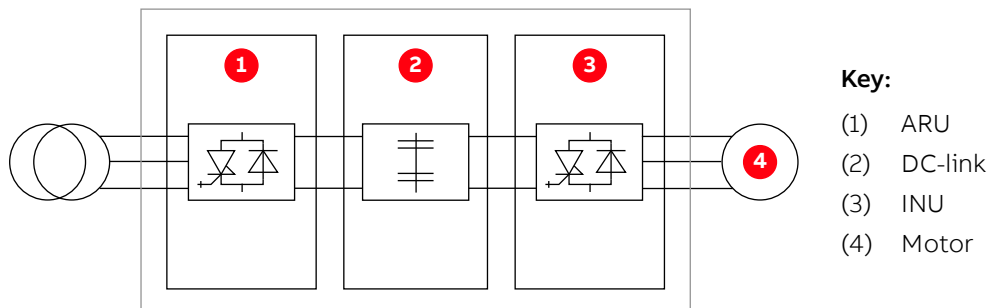 1
2
3
4
Key:
(1) ARU
(2) DC-link
(3) INU
(4) Motor